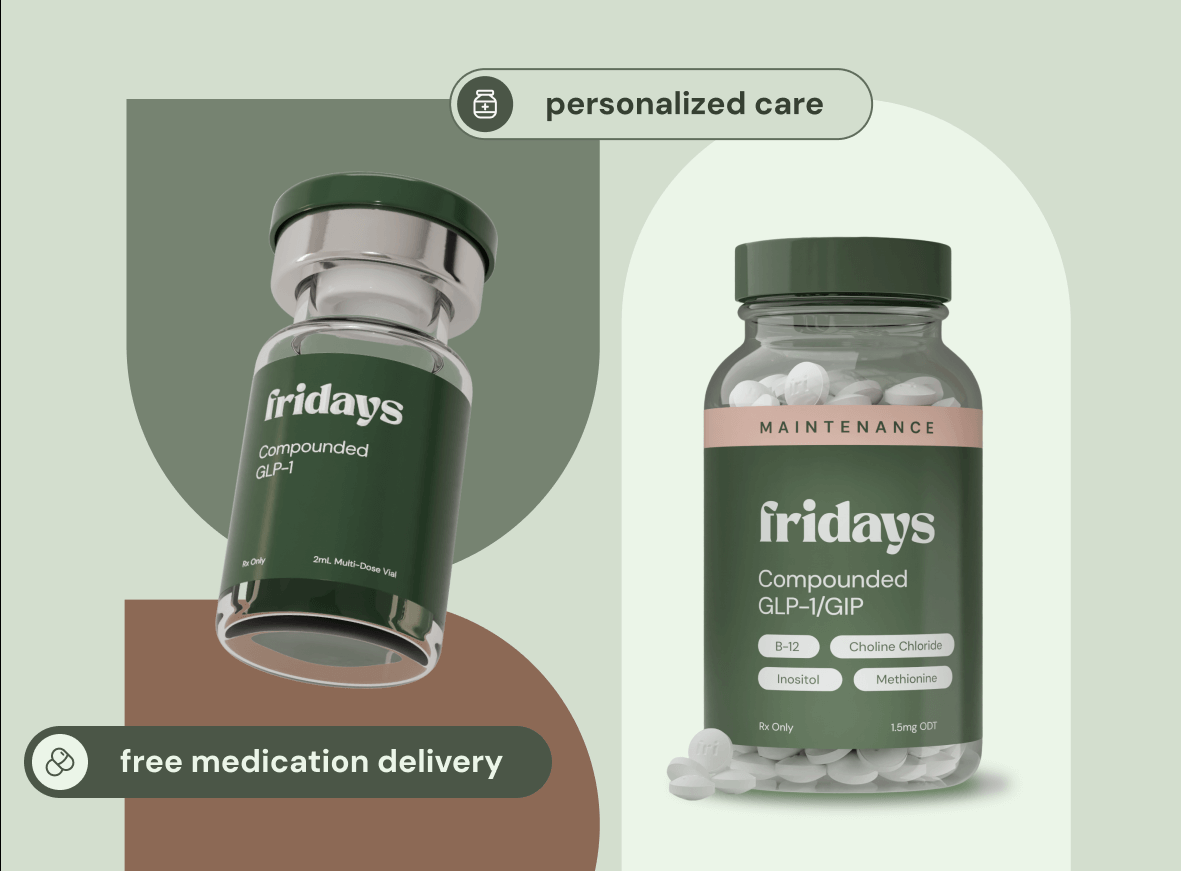 personalized care
fridays
Compounded
GLP-1
Rx Only
2mL Multi-Dose Vial
MAINTENANCE
fridays
Compounded
GLP-1/GIP
B-12
Choline Chloride
Inositol
Methionine
Rx Only
1.5mg ODT
fri
free medication delivery